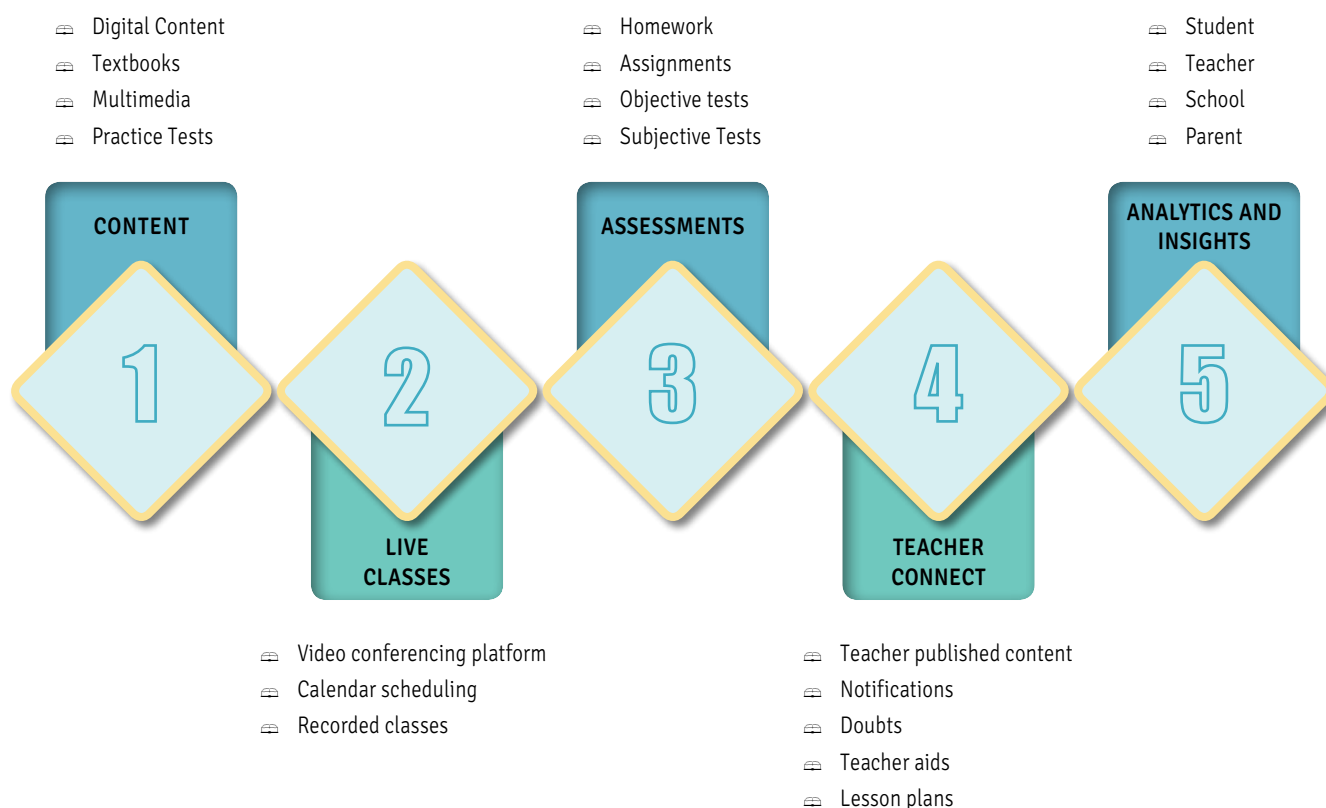 Digital Content
Textbooks
Multimedia
Practice Tests
CONTENT
1
2
LIVE
CLASSES
Video conferencing platform
Calendar scheduling
Recorded classes
Homework
Assignments
Objective tests
Subjective Tests
ASSESSMENTS
3
4
TEACHER
CONNECT
Teacher published content
Notifications
Doubts
Teacher aids
Lesson plans
Student
Teacher
School
Parent
ANALYTICS AND
INSIGHTS
5